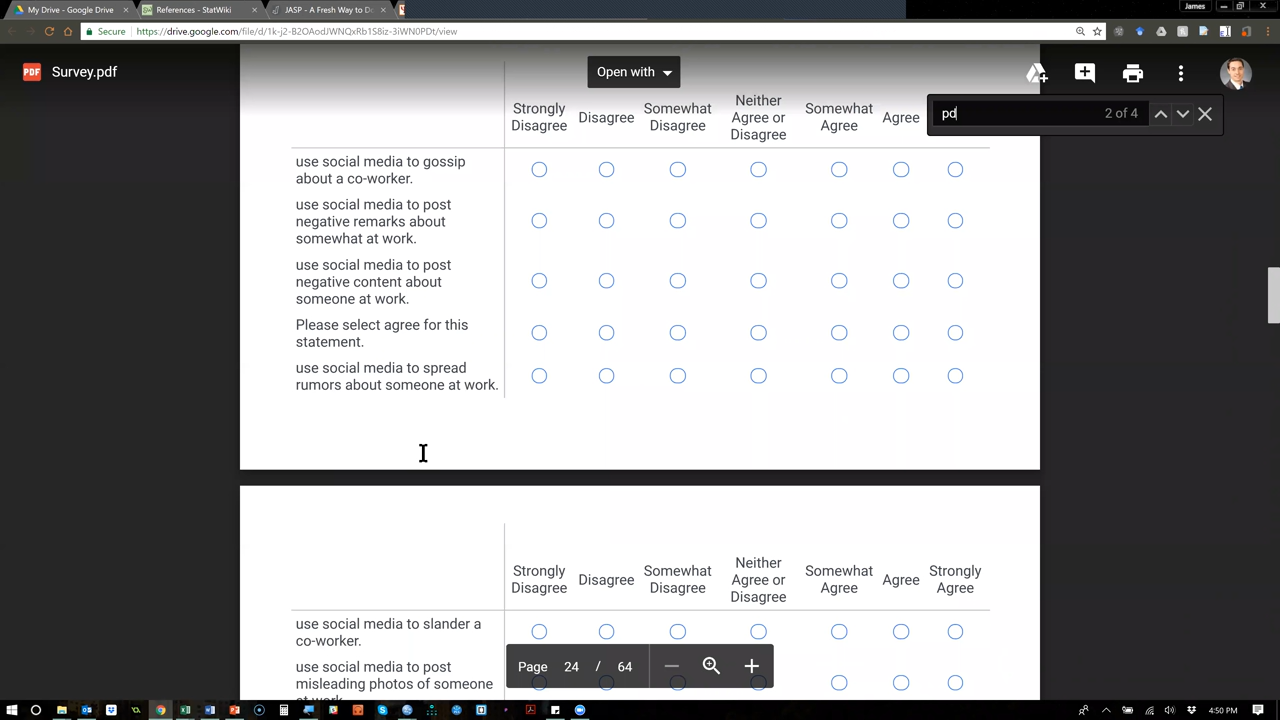 My Drive - Google Drive
References - StatWiki
JASP - A Fresh Way to Do
James
Secure
https://drive.google.com/file/d/1k-j2-B2OAodJWNQxRb1S8iz-3iWN0PDt/view
PDF
Survey.pdf
Open with
pd
2 of 4
Strongly
Disagree
Disagree
Somewhat
Disagree
Neither
Agree or
Disagree
Somewhat
Agree
Agree
use social media to gossip
about a co-worker.
use social media to post
negative remarks about
somewhat at work.
use social media to post
negative content about
someone at work.
Please select agree for this
statement.
use social media to spread
rumors about someone at work.
Strongly
Disagree
Disagree
Somewhat
Disagree
Neither
Agree or
Disagree
Somewhat
Agree
Agree
Strongly
Agree
use social media to slander a
co-worker.
use social media to post
misleading photos of someone
at work.
Page 24 / 64
4:50 PM